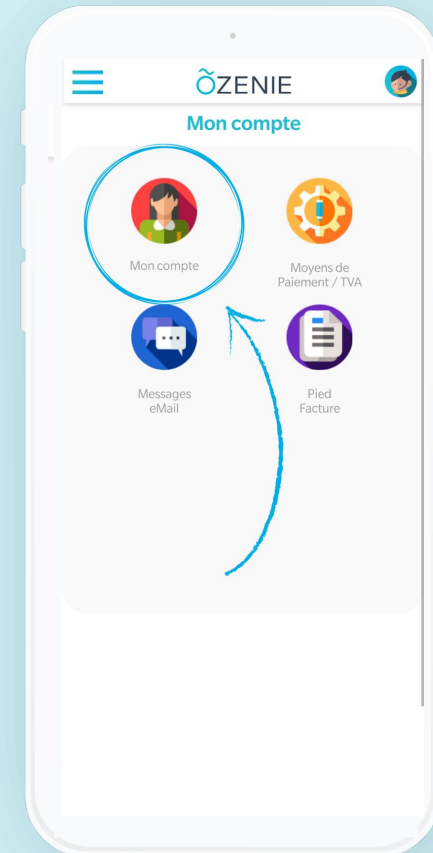 ÕZENIE
Mon compte
Mon compte
Moyens de
Paiement / TVA
Messages
eMail
Pied
Facture